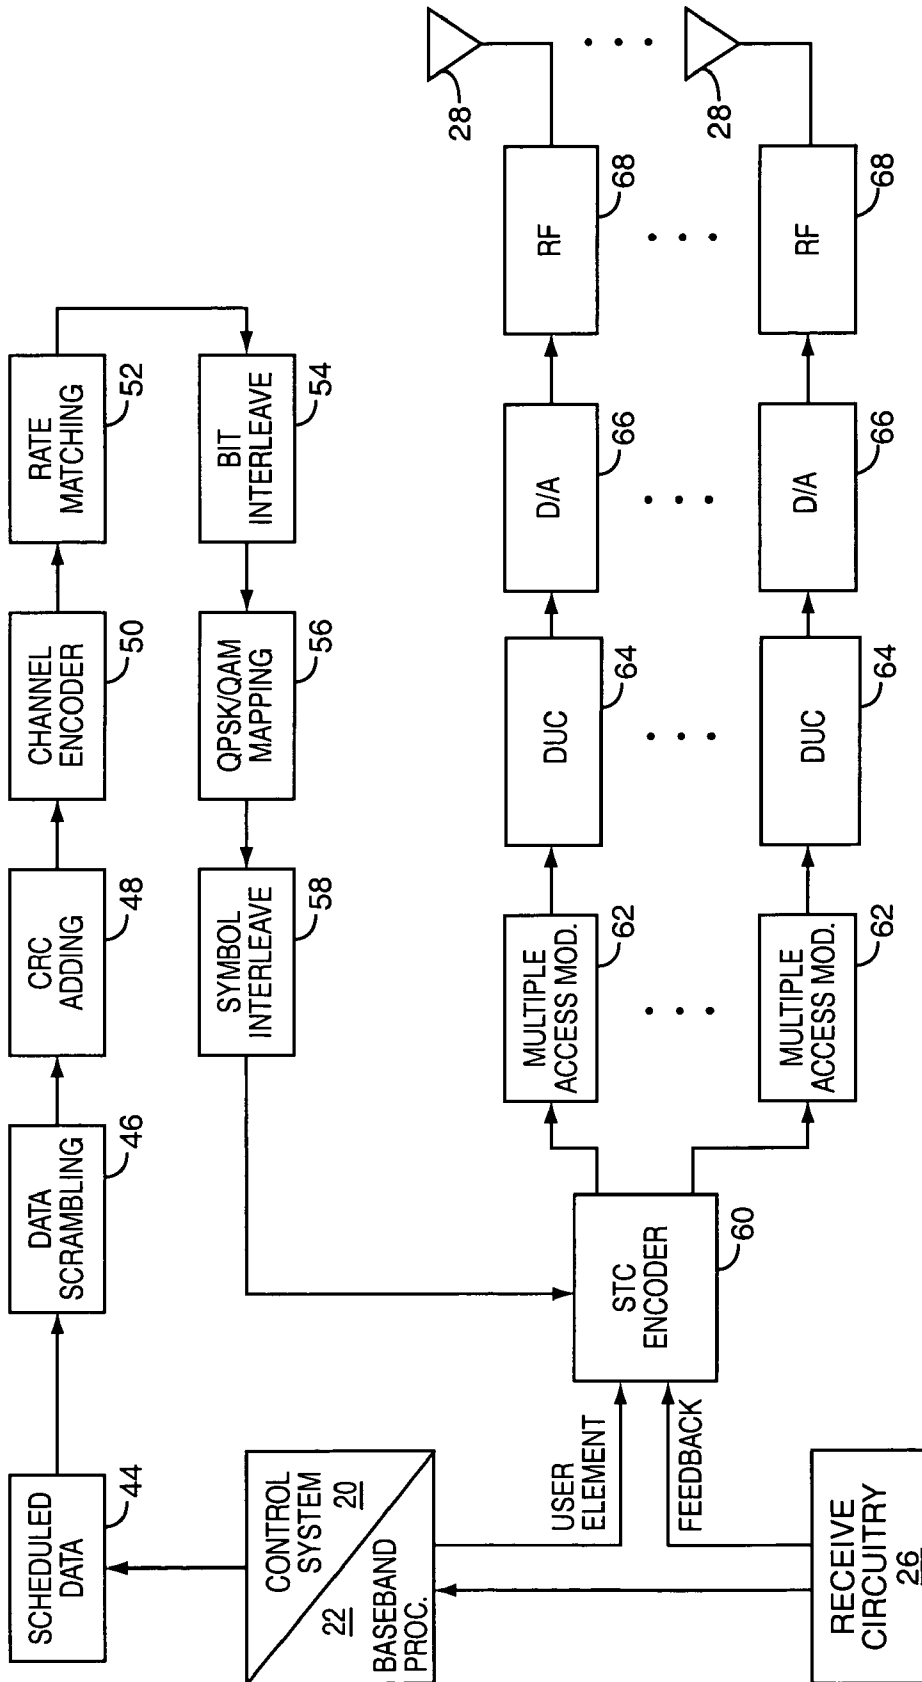 SCHEDULED
DATA
44
DATA
SCRAMBLING
46
CRC
ADDING
48
CHANNEL
ENCODER
50
RATE
MATCHING
52
BIT
INTERLEAVE
54
QPSK/QAM
MAPPING
56
SYMBOL
INTERLEAVE
58
CONTROL
SYSTEM
20
22
BASEBAND
PROC.
USER
ELEMENT
FEEDBACK
RECEIVE
CIRCUITRY
26
STC
ENCODER
60
MULTIPLE
ACCESS MOD.
62
DUC
64
D/A
66
RF
68
28
MULTIPLE
ACCESS MOD.
62
DUC
64
D/A
66
RF
68
28